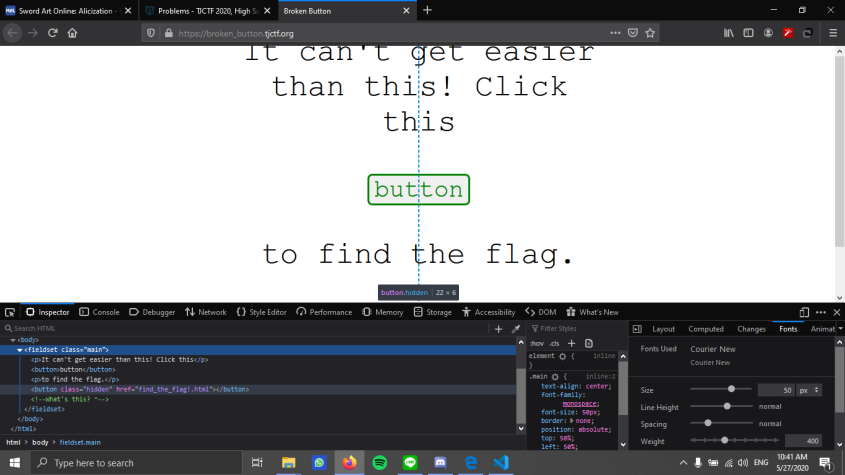 Sword Art Online: Alicization -
Problems - TJCTF 2020, High Sc
Broken Button
https://broken_button.tjctf.org
It can't get easier
than this! Click
this
button
to find the flag.
button.hidden | 22 × 6
Inspector Console Debugger Network Style Editor Performance Memory Storage Accessibility DOM What's New
Search HTML
<body>
<fieldset class="main">
<p>It can't get easier than this! Click this</p>
<button>button</button>
<p>to find the flag.</p>
<button class="hidden" href="find_the_flag!.html"></button>
<!--What's this? ^-->
</fieldset>
</body>
</html>
html > body > fieldset.main
Filter Styles
:hov .cls
element { inline
}
.main { inline:2
text-align: center;
font-family:
monospace;
font-size: 50px;
border: none;
position: absolute;
top: 50%;
left: 50%;
Layout Computed Changes Fonts Animat
Fonts Used Courier New
Courier New
Size 50 px
Line Height normal
Spacing normal
Weight 400
Type here to search
ENG
10:41 AM
5/27/2020
1